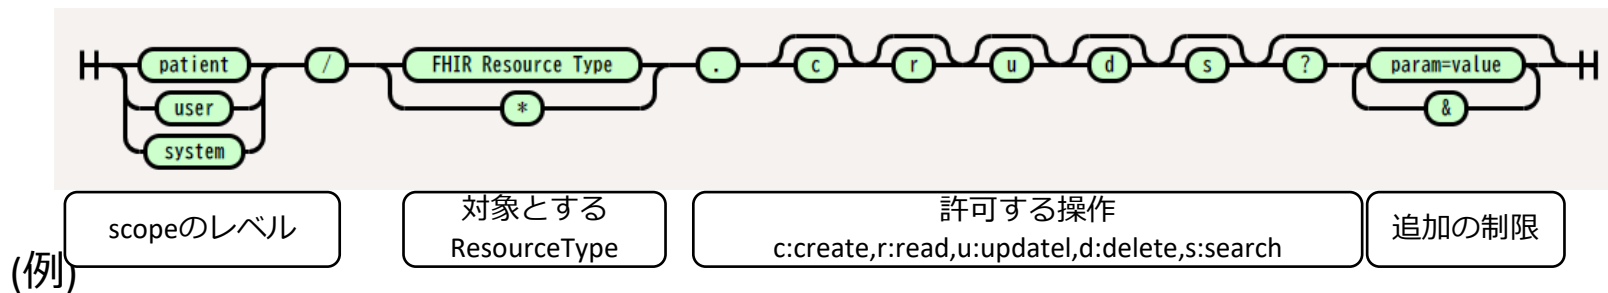 patient / FHIR Resource Type . c r u d s ? param=value
user * &
system
scopeのレベル
対象とする
ResourceType
許可する操作
c:create,r:read,u:updatel,d:delete,s:search
追加の制限
(例)